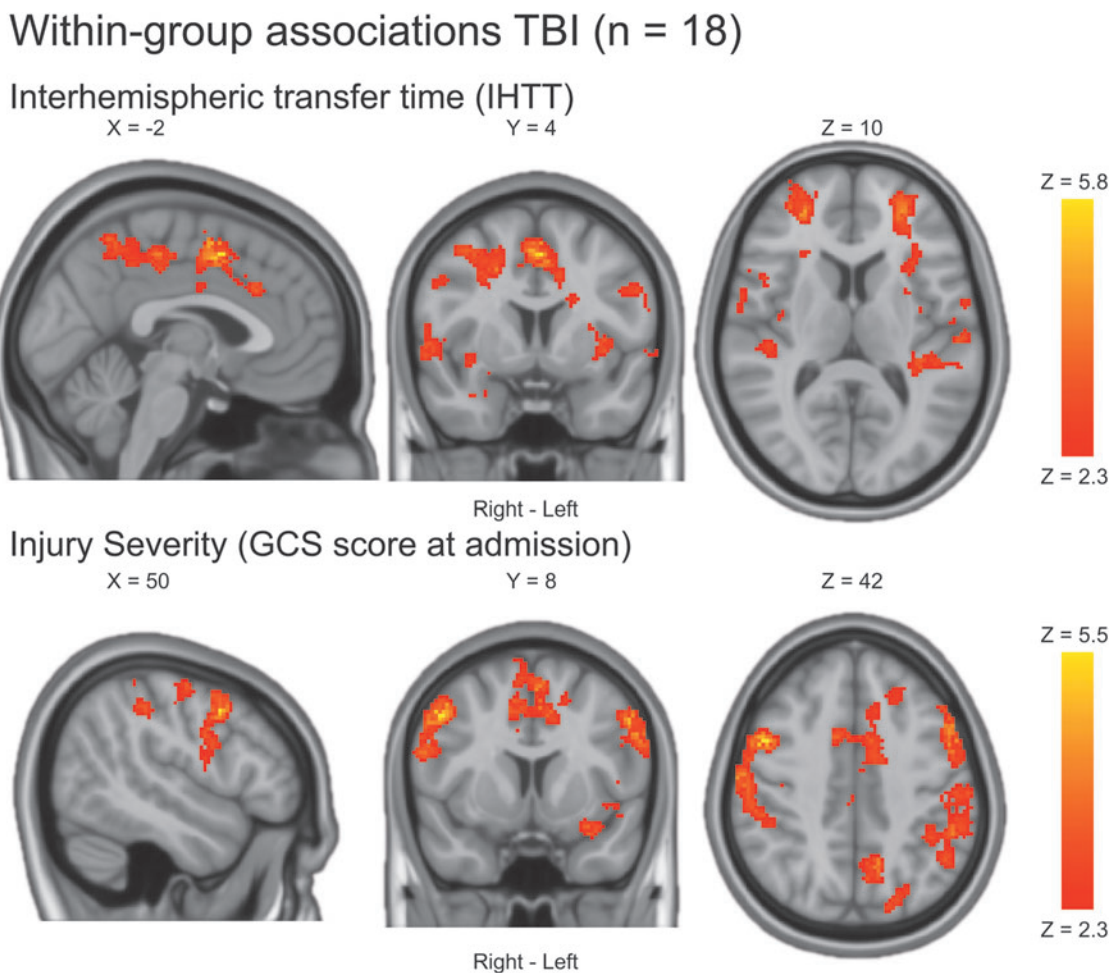 Within-group associations TBI (n = 18)
Interhemispheric transfer time (IHTT)
X = -2
Y = 4
Z = 10
Z = 5.8
Z = 2.3
Right - Left
Injury Severity (GCS score at admission)
X = 50
Y = 8
Z = 42
Z = 5.5
Z = 2.3
Right - Left